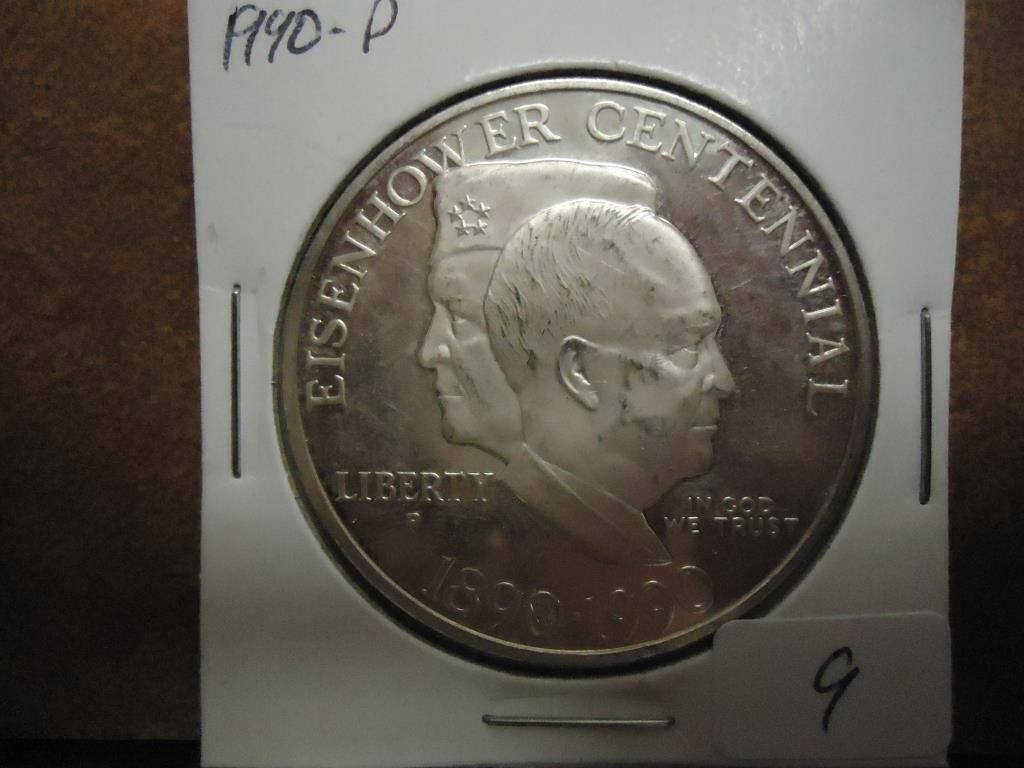 1990-P
EISENHOWER CENTENNIAL
LIBERTY
P
IN GOD
WE TRUST
1890-1990
9